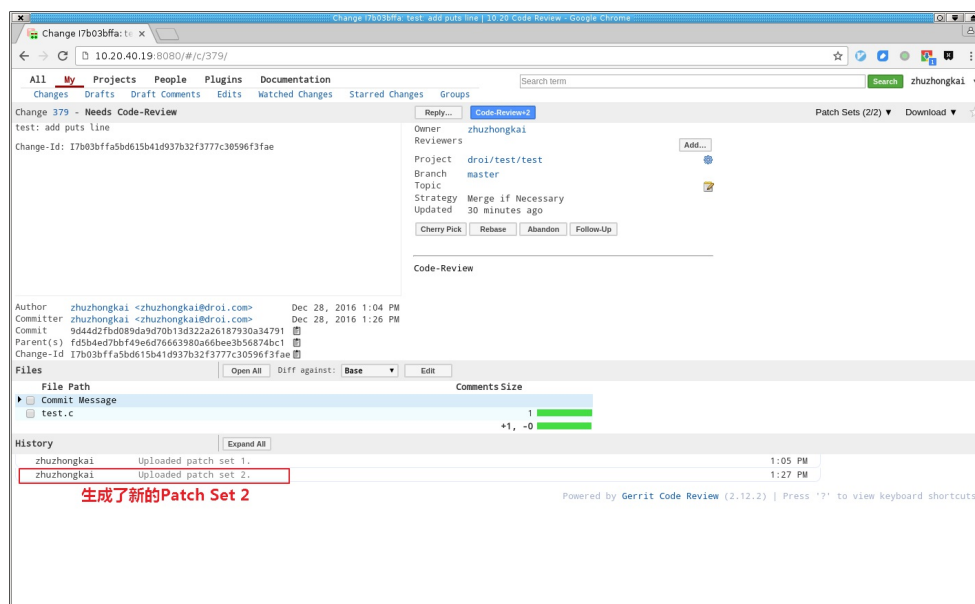 Change I7b03bffa: test: add puts line | 10.20 Code Review - Google Chrome
Change I7b03bffa: te
10.20.40.19:8080/#/c/379/
All My Projects People Plugins Documentation
Search term
Search
zhuzhongkai
Changes Drafts Draft Comments Edits Watched Changes Starred Changes Groups
Change 379 - Needs Code-Review
Reply...
Code-Review+2
Patch Sets (2/2) ▼
Download ▼
test: add puts line
Change-Id: I7b03bffa5bd615b41d937b32f3777c30596f3fae
Owner zhuzhongkai
Reviewers
Add...
Project droi/test/test
Branch master
Topic
Strategy Merge if Necessary
Updated 30 minutes ago
Cherry Pick Rebase Abandon Follow-Up
Code-Review
Author zhuzhongkai <zhuzhongkai@droi.com> Dec 28, 2016 1:04 PM
Committer zhuzhongkai <zhuzhongkai@droi.com> Dec 28, 2016 1:26 PM
Commit 9d44d2fbd089da9d70b13d322a26187930a34791
Parent(s) fd5b4ed7bbf49e6d76663980a66bee3b56874bc1
Change-Id I7b03bffa5bd615b41d937b32f3777c30596f3fae
Files Open All Diff against: Base ▼ Edit
File Path Comments Size
Commit Message
test.c 1
+1, -0
History Expand All
zhuzhongkai Uploaded patch set 1. 1:05 PM
zhuzhongkai Uploaded patch set 2. 1:27 PM
生成了新的Patch Set 2
Powered by Gerrit Code Review (2.12.2) | Press '?' to view keyboard shortcuts